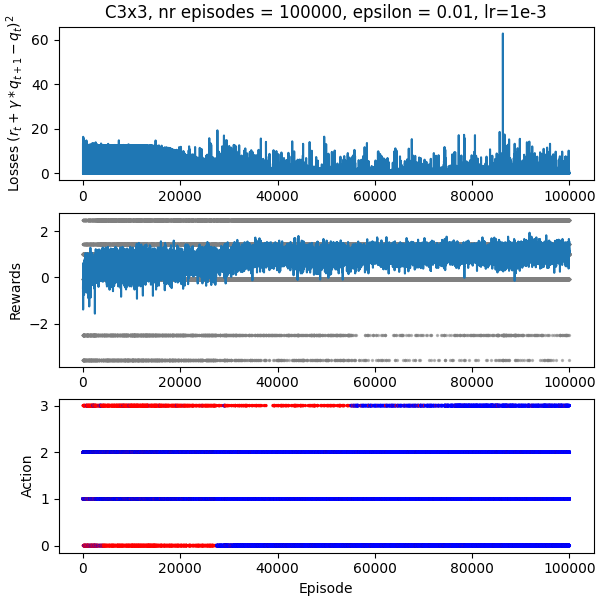 C3x3, nr episodes = 100000, epsilon = 0.01, lr=1e-3
Losses $(r_t + \gamma * q_{t+1} - q_t)^2$
60
40
20
0
0 20000 40000 60000 80000 100000
Rewards
2
0
−2
0 20000 40000 60000 80000 100000
Action
3
2
1
0
0 20000 40000 60000 80000 100000
Episode